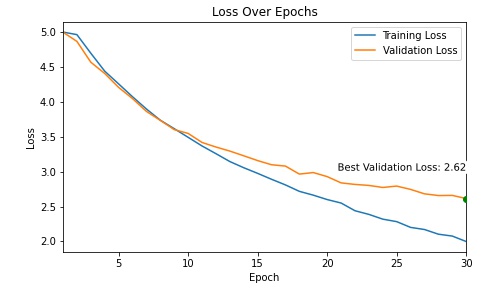 Loss Over Epochs
Training Loss
Validation Loss
Best Validation Loss: 2.62
Loss
5.0
4.5
4.0
3.5
3.0
2.5
2.0
5
10
15
20
25
30
Epoch